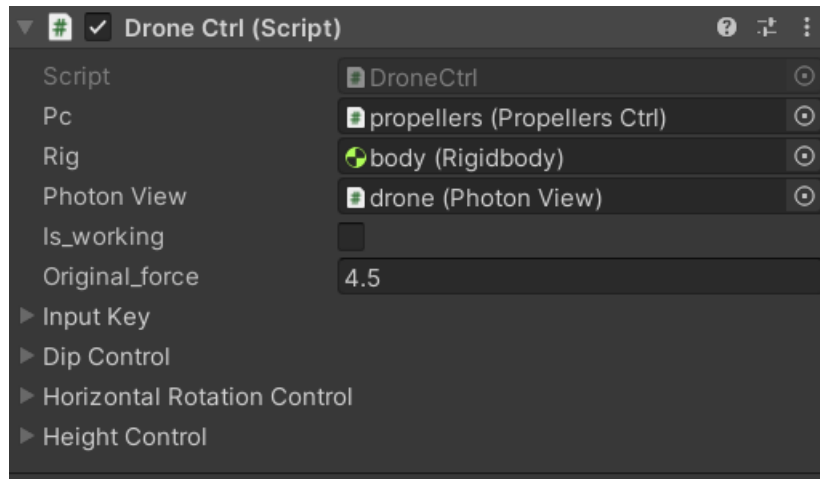 Drone Ctrl (Script)
Script DroneCtrl
Pc propellers (Propellers Ctrl)
Rig body (Rigidbody)
Photon View drone (Photon View)
Is_working
Original_force 4.5
Input Key
Dip Control
Horizontal Rotation Control
Height Control